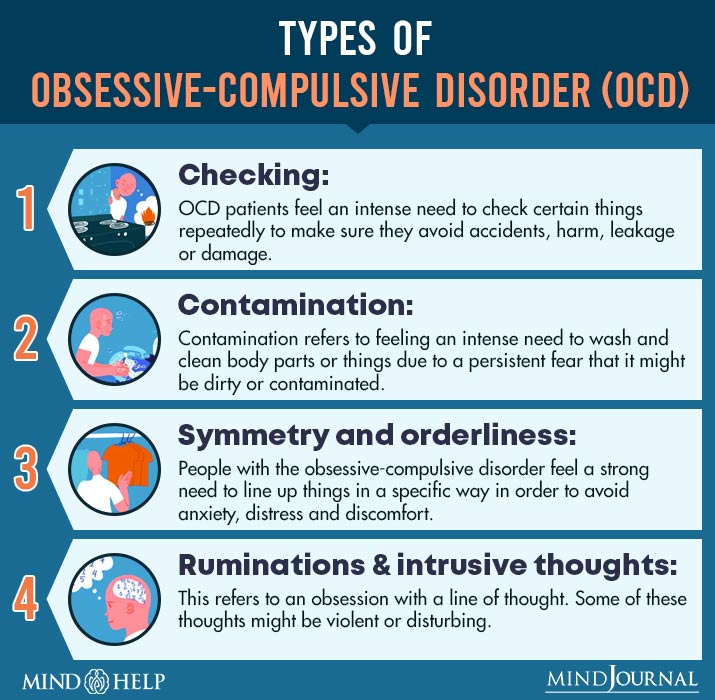 TYPES OF
OBSESSIVE-COMPULSIVE DISORDER (OCD)
1
Checking:
OCD patients feel an intense need to check certain things
repeatedly to make sure they avoid accidents, harm, leakage
or damage.
2
Contamination:
Contamination refers to feeling an intense need to wash and
clean body parts or things due to a persistent fear that it might
be dirty or contaminated.
3
Symmetry and orderliness:
People with the obsessive-compulsive disorder feel a strong
need to line up things in a specific way in order to avoid
anxiety, distress and discomfort.
4
Ruminations & intrusive thoughts:
This refers to an obsession with a line of thought. Some of these
thoughts might be violent or disturbing.
MIND HELP
MINDJOURNAL